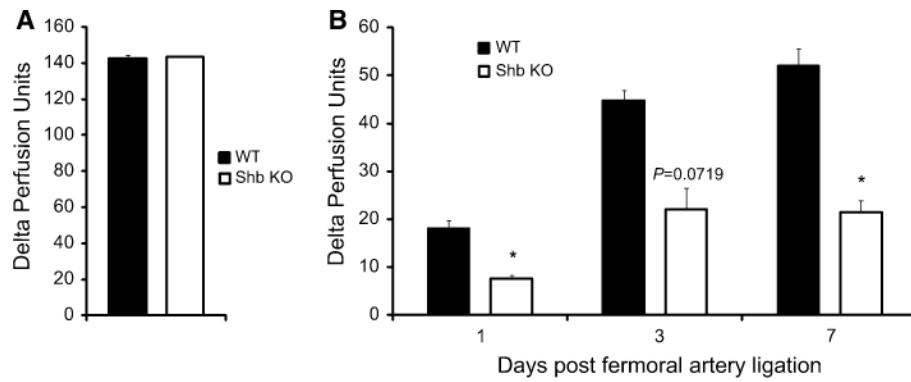 A
160
140
120
100
80
60
40
20
0
Delta Perfusion Units
WT
Shb KO
B
60
50
40
30
20
10
0
Delta Perfusion Units
WT
Shb KO
*
P=0.0719
*
1 3 7
Days post fermoral artery ligation